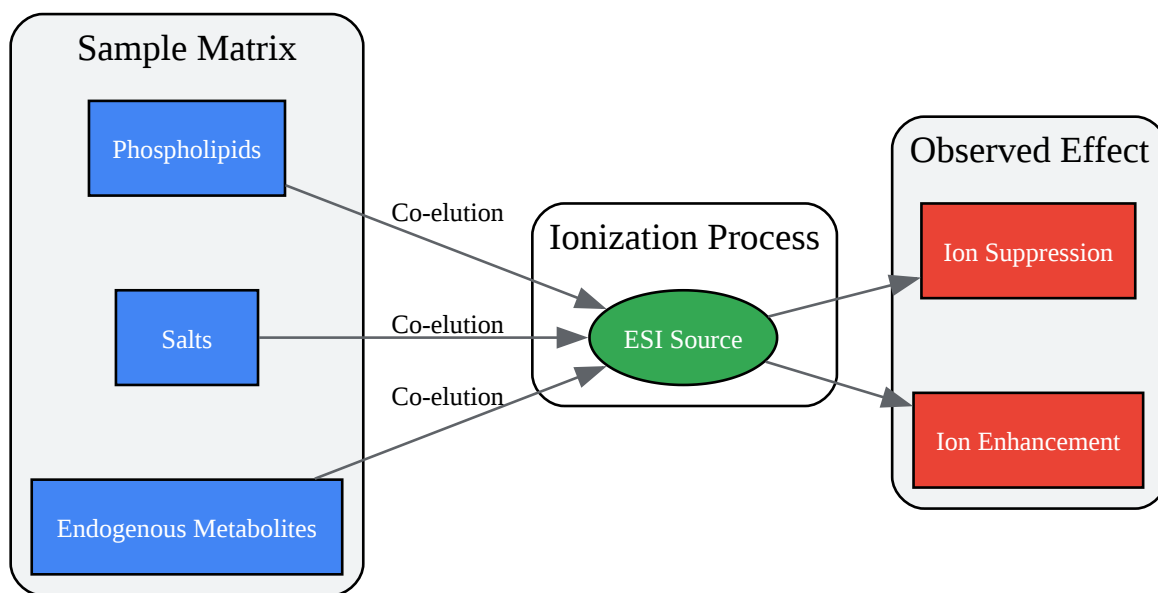 Sample Matrix
Phospholipids
Salts
Endogenous Metabolites
Co-elution
Co-elution
Co-elution
Ionization Process
ESI Source
Observed Effect
Ion Suppression
Ion Enhancement